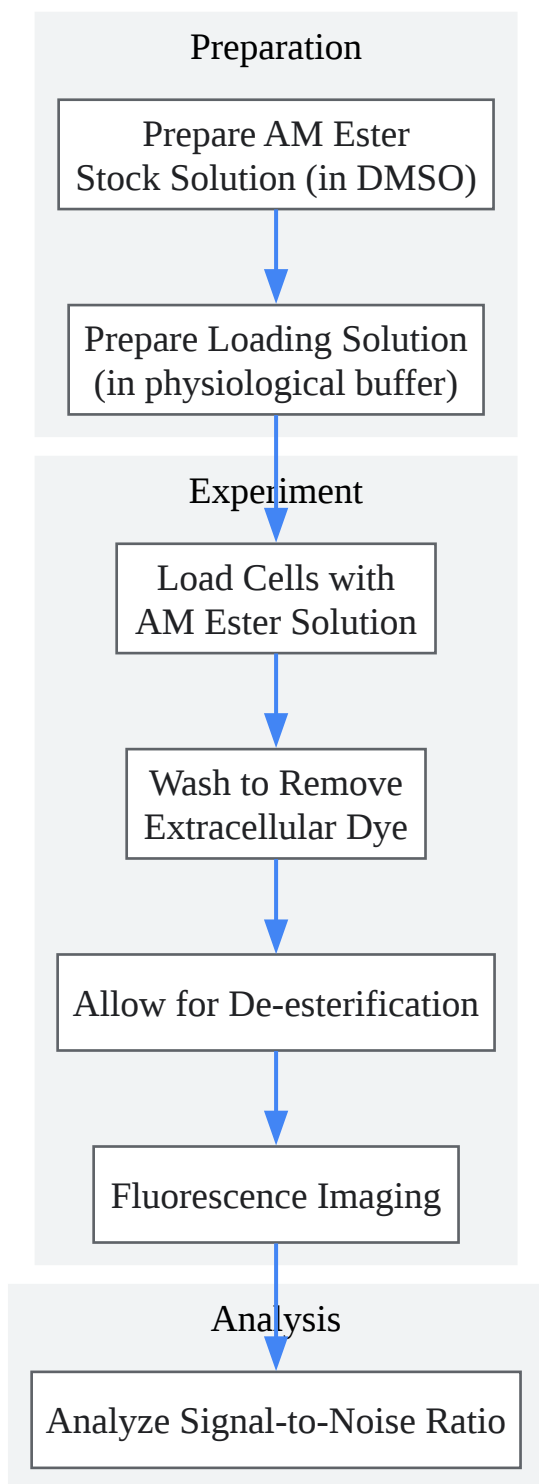 Preparation
Prepare AM Ester
Stock Solution (in DMSO)
Prepare Loading Solution
(in physiological buffer)
Experiment
Load Cells with
AM Ester Solution
Wash to Remove
Extracellular Dye
Allow for De-esterification
Fluorescence Imaging
Analysis
Analyze Signal-to-Noise Ratio